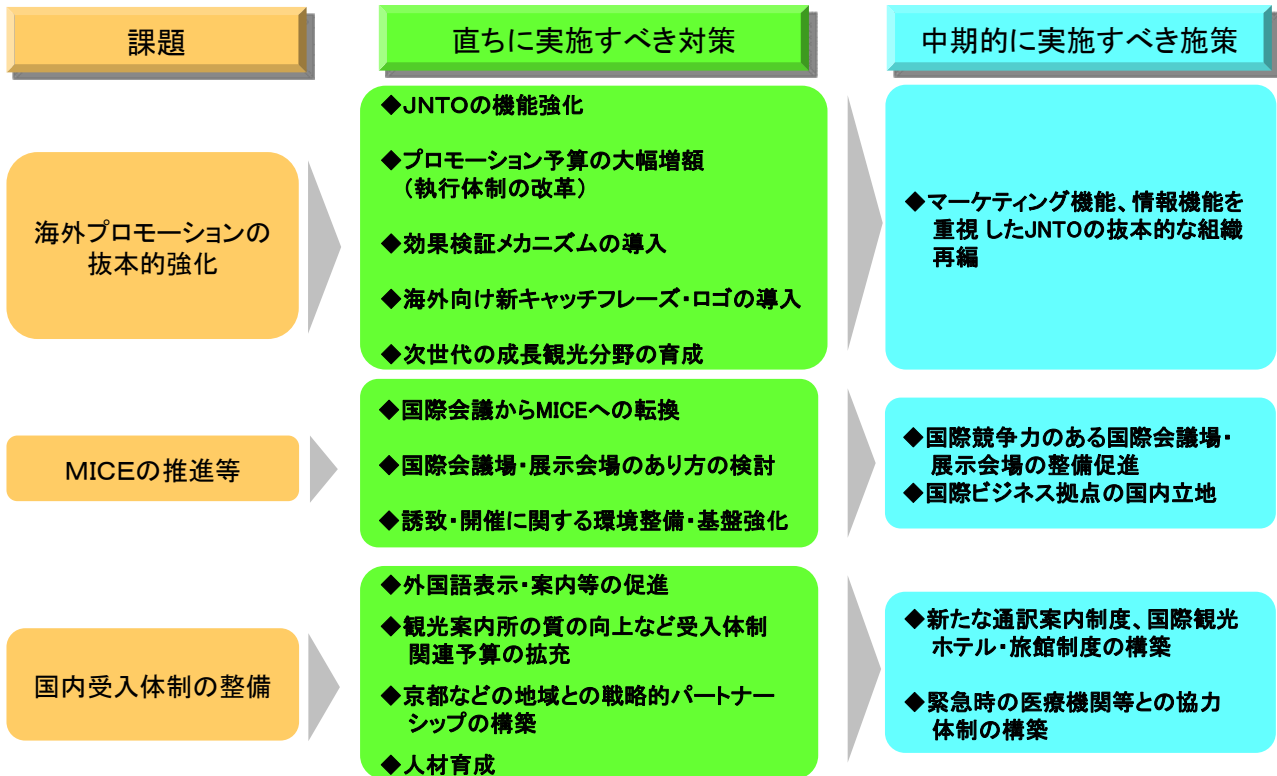 課題
直ちに実施すべき対策
中期的に実施すべき施策
海外プロモーションの
抜本的強化
◆JNTOの機能強化
◆プロモーション予算の大幅増額
（執行体制の改革）
◆効果検証メカニズムの導入
◆海外向け新キャッチフレーズ・ロゴの導入
◆次世代の成長観光分野の育成
◆マーケティング機能、情報機能を
重視 したJNTOの抜本的な組織
再編
MICEの推進等
◆国際会議からMICEへの転換
◆国際会議場・展示会場のあり方の検討
◆誘致・開催に関する環境整備・基盤強化
◆国際競争力のある国際会議場・
展示会場の整備促進
◆国際ビジネス拠点の国内立地
国内受入体制の整備
◆外国語表示・案内等の促進
◆観光案内所の質の向上など受入体制
関連予算の拡充
◆京都などの地域との戦略的パートナー
シップの構築
◆人材育成
◆新たな通訳案内制度、国際観光
ホテル・旅館制度の構築
◆緊急時の医療機関等との協力
体制の構築